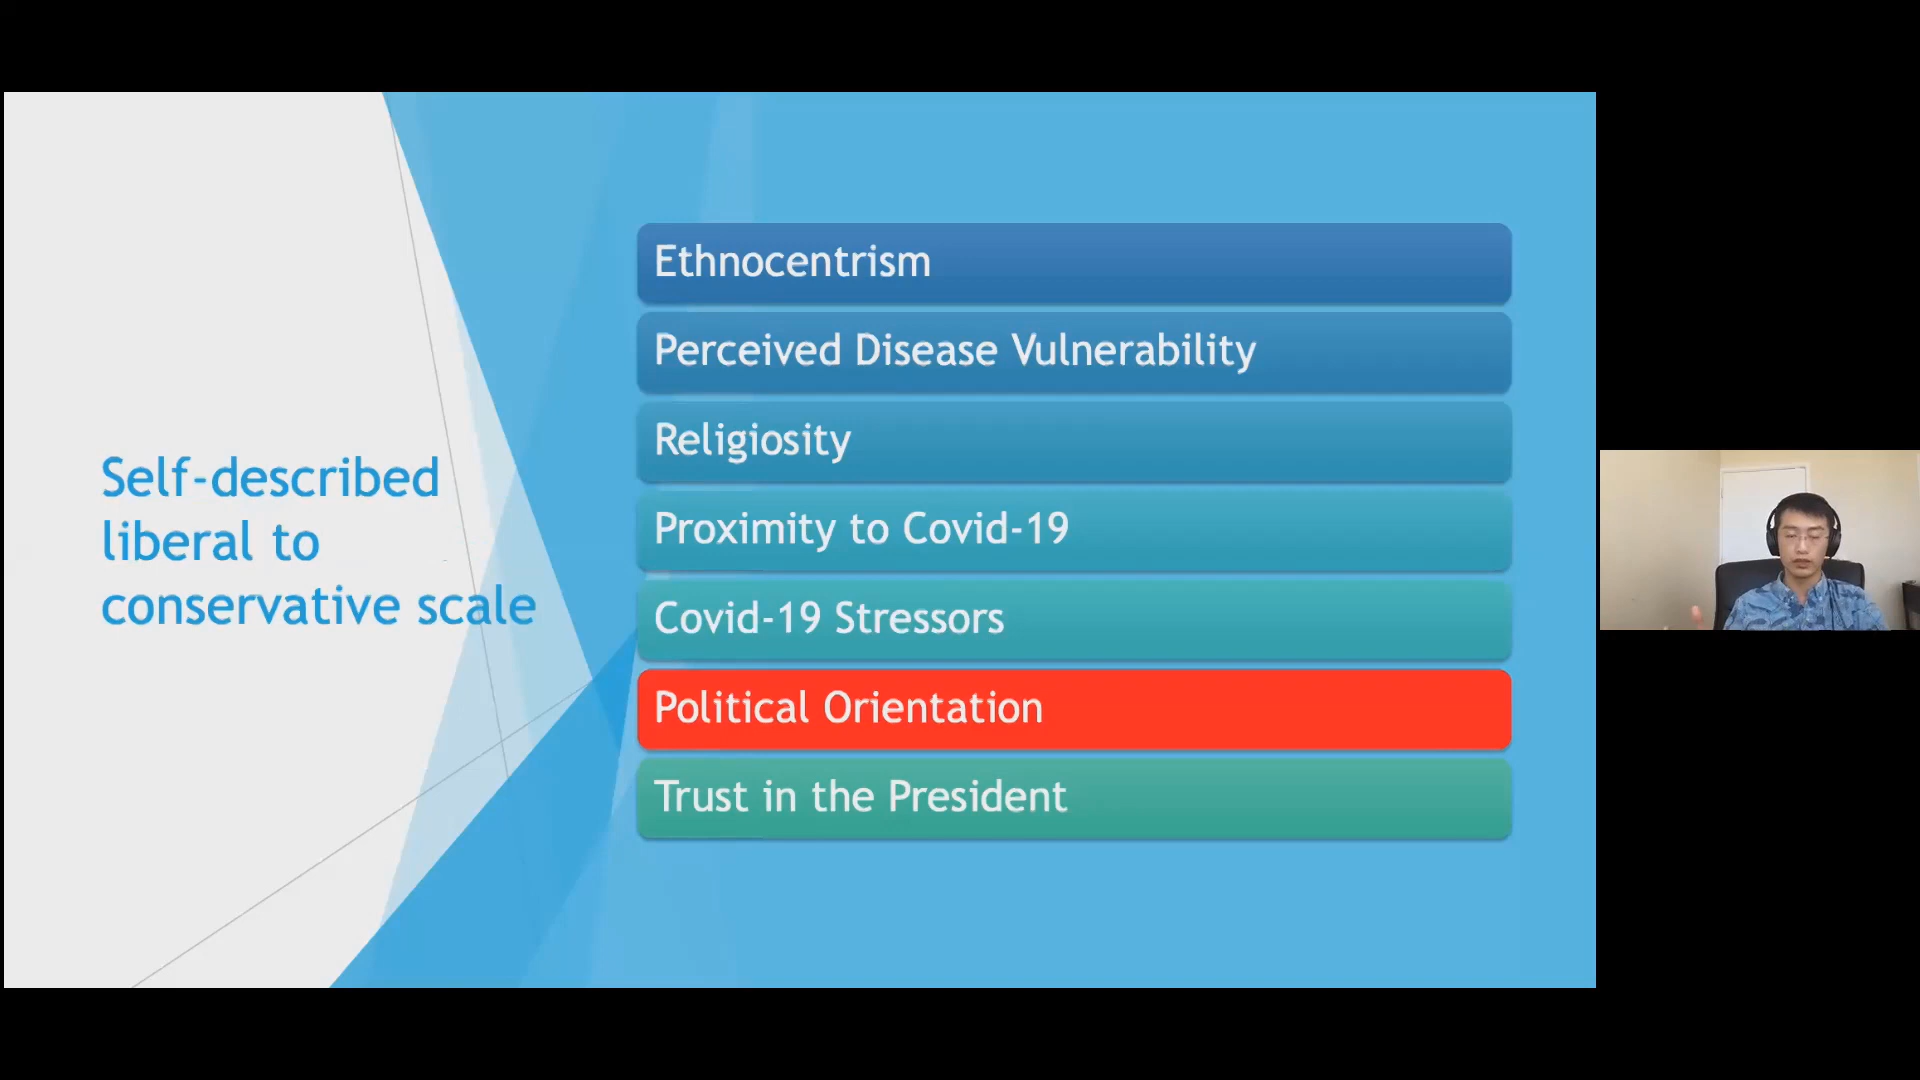 Self-described
liberal to
conservative scale
Ethnocentrism
Perceived Disease Vulnerability
Religiosity
Proximity to Covid-19
Covid-19 Stressors
Political Orientation
Trust in the President